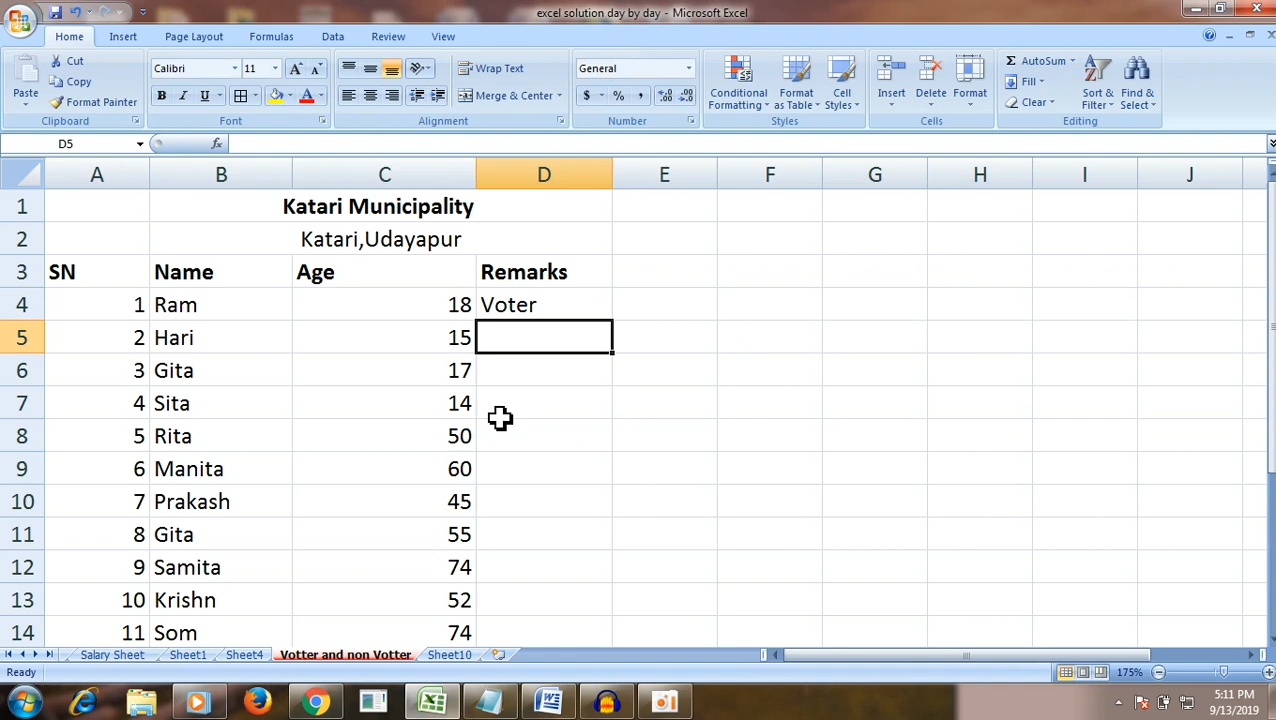 excel solution day by day - Microsoft Excel
Home Insert Page Layout Formulas Data Review View
Paste
Cut
Copy
Format Painter
Clipboard
Calibri 11
B I U
Font
Wrap Text
Merge & Center
Alignment
General
$ % ,
Number
Conditional Formatting
Format as Table
Cell Styles
Styles
Insert Delete Format
Cells
AutoSum
Fill
Clear
Sort & Filter
Find & Select
Editing
D5 fx
A B C D E F G H I J
1 Katari Municipality
2 Katari,Udayapur
3 SN Name Age Remarks
4 1 Ram 18 Voter
5 2 Hari 15
6 3 Gita 17
7 4 Sita 14
8 5 Rita 50
9 6 Manita 60
10 7 Prakash 45
11 8 Gita 55
12 9 Samita 74
13 10 Krishn 52
14 11 Som 74
Salary Sheet Sheet1 Sheet4 Votter and non Votter Sheet10
Ready 175%
5:11 PM
9/13/2019